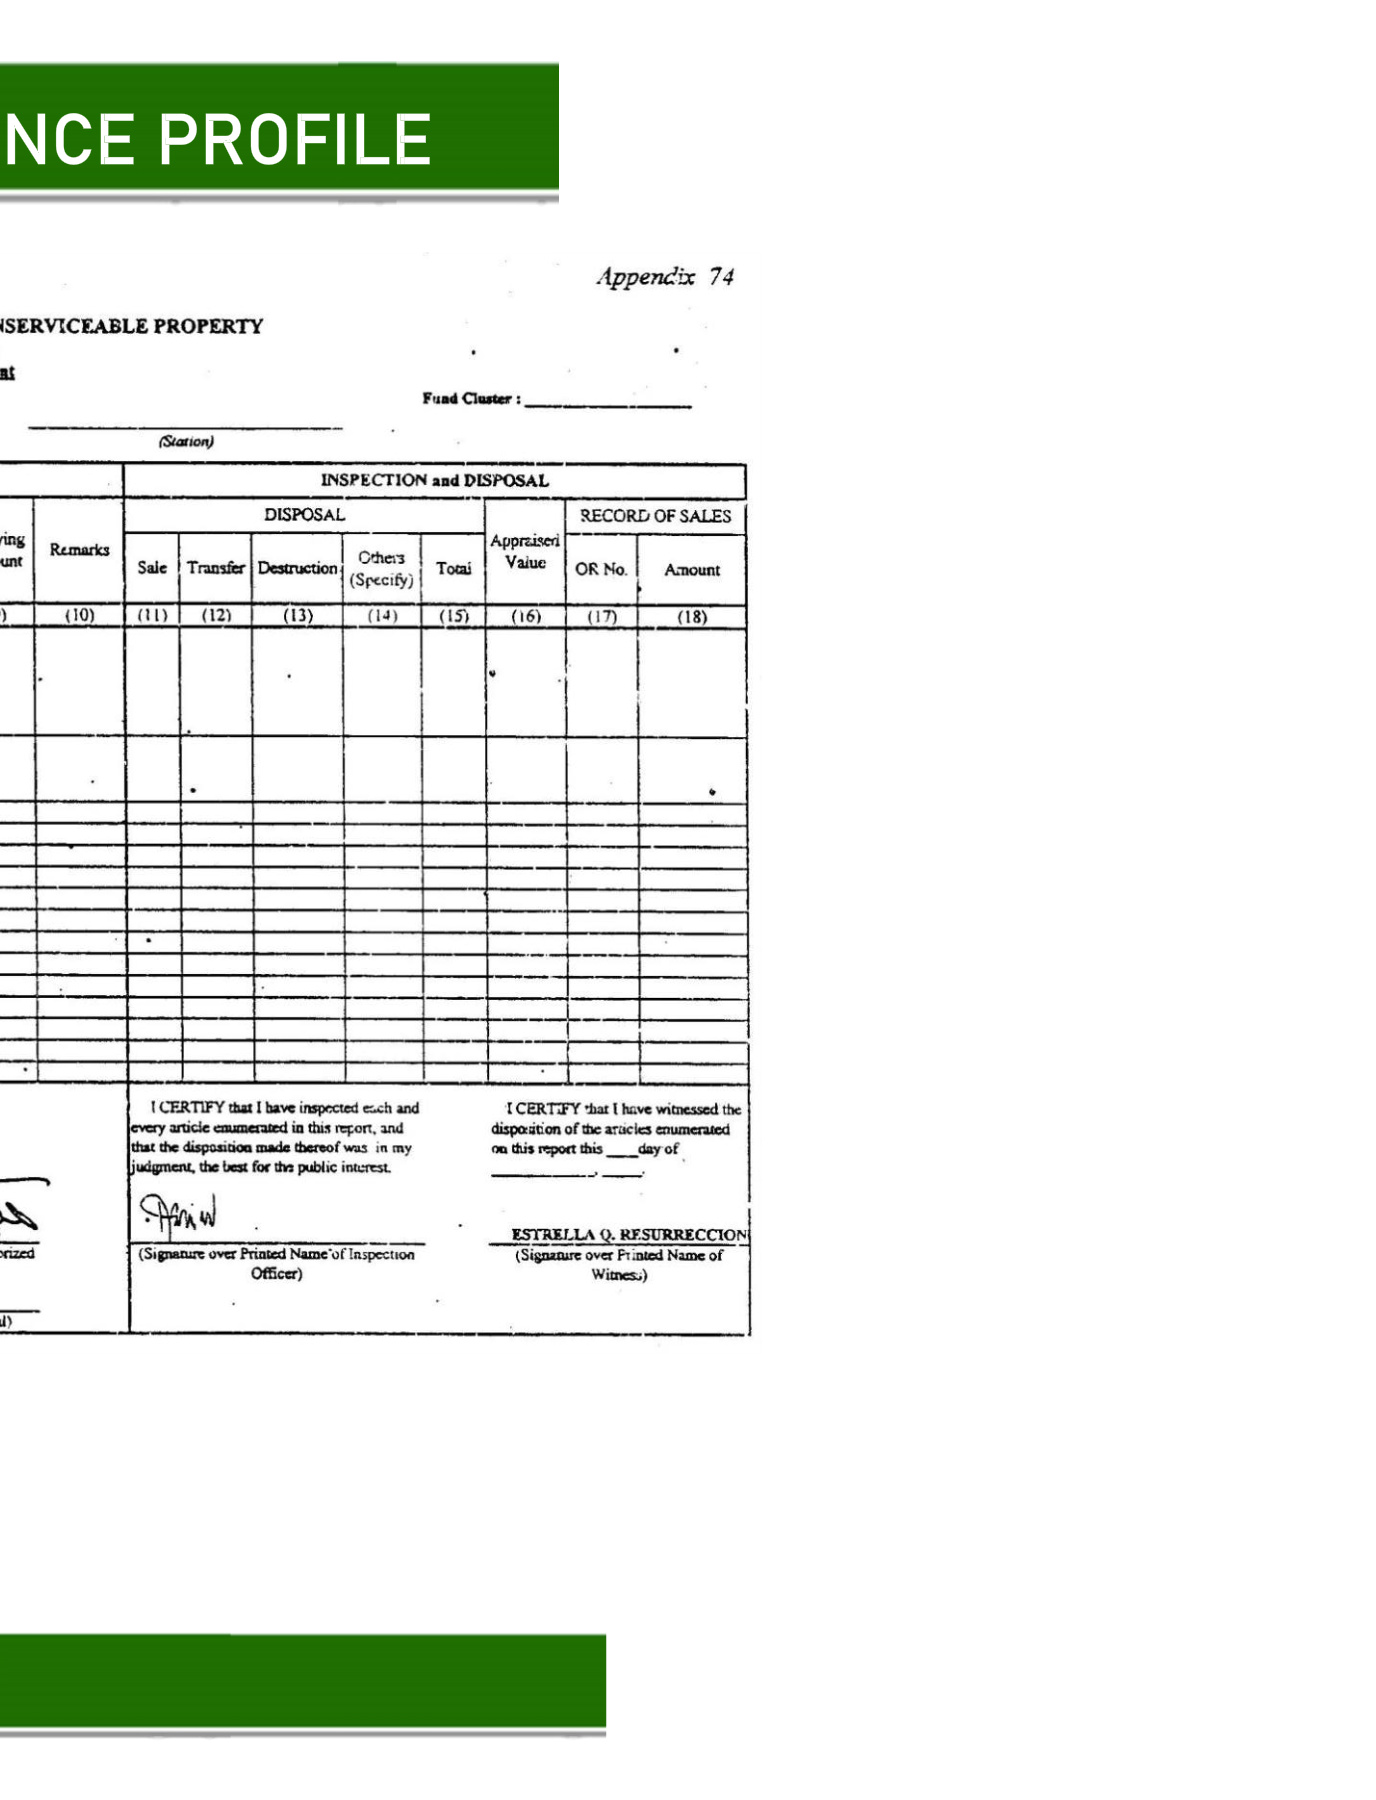 NCE PROFILE
Appendix 74
NSERVICEABLE PROPERTY
nt
Fund Cluster : ____________
(Station)
INSPECTION and DISPOSAL
DISPOSAL
RECORD OF SALES
ying
unt
Remarks
Sale
Transfer
Destruction
Others
(Specify)
Total
Appraised
Value
OR No.
Amount
)
(10)
(11)
(12)
(13)
(14)
(15)
(16)
(17)
(18)
I CERTIFY that I have inspected each and
every article enumerated in this report, and
that the disposition made thereof was in my
judgment, the best for the public interest.
I CERTIFY that I have witnessed the
disposition of the articles enumerated
on this report this ____day of
____________, _____.
orized
(Signature over Printed Name of Inspection
Officer)
ESTRELLA Q. RESURRECCION
(Signature over Printed Name of
Witness)
al)